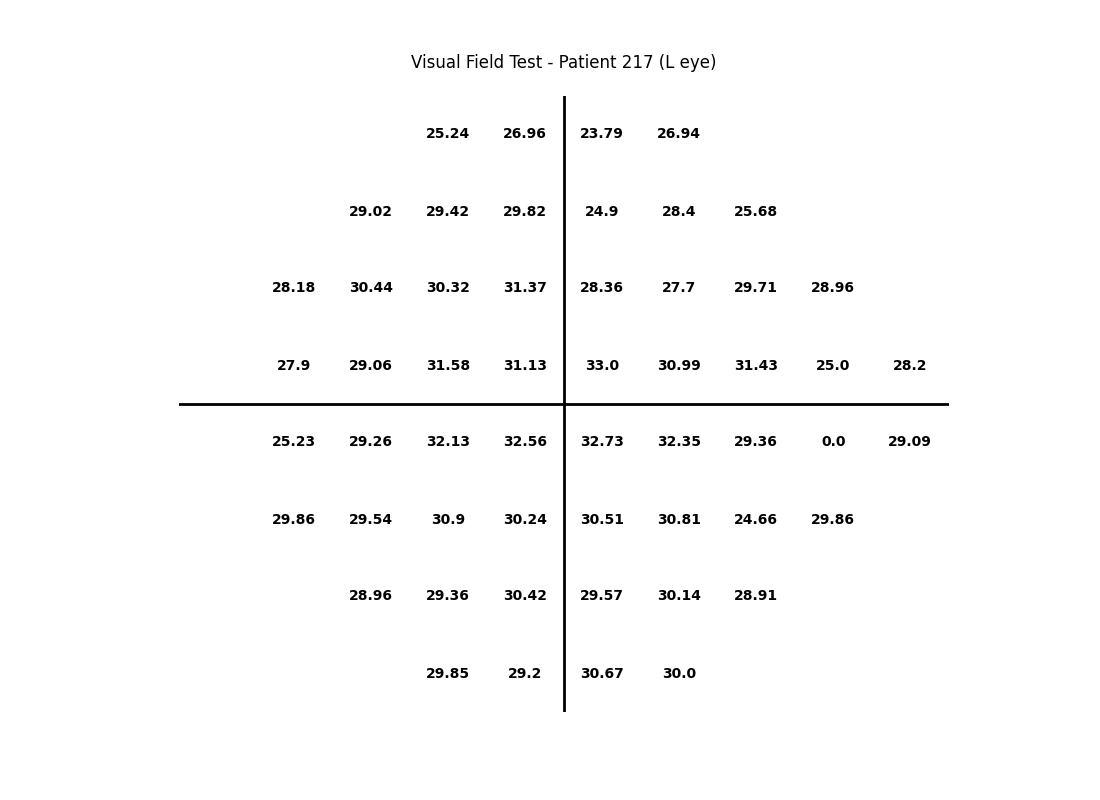 Visual Field Test - Patient 217 (L eye)
25.24 26.96 23.79 26.94
29.02 29.42 29.82 24.9 28.4 25.68
28.18 30.44 30.32 31.37 28.36 27.7 29.71 28.96
27.9 29.06 31.58 31.13 33.0 30.99 31.43 25.0 28.2
25.23 29.26 32.13 32.56 32.73 32.35 29.36 0.0 29.09
29.86 29.54 30.9 30.24 30.51 30.81 24.66 29.86
28.96 29.36 30.42 29.57 30.14 28.91
29.85 29.2 30.67 30.0